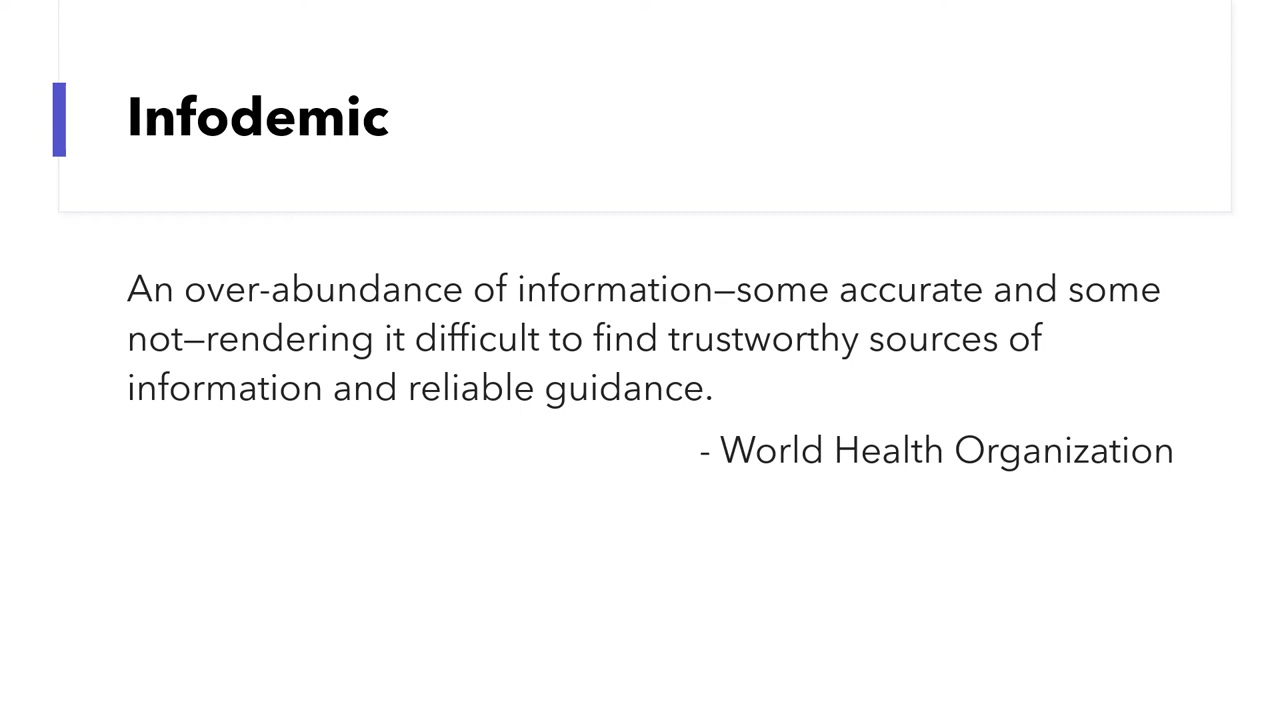 Infodemic
An over-abundance of information—some accurate and some
not—rendering it difficult to find trustworthy sources of
information and reliable guidance.
- World Health Organization